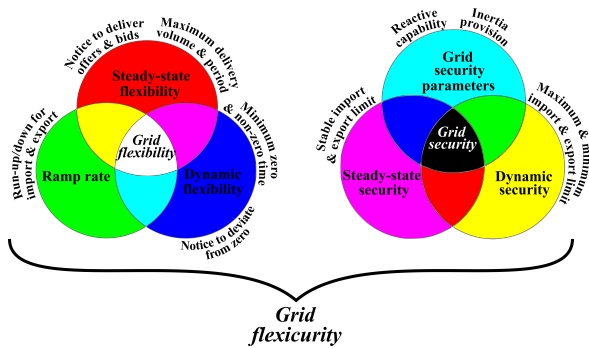 Notice to deliver
offers & bids
Maximum delivery
volume & period
Steady-state
flexibility
Run-up/down for
import & export
Minimum zero
& non-zero time
Grid
flexibility
Ramp rate
Dynamic
flexibility
Notice to deviate
from zero
Reactive
capability
Inertia
provision
Grid
security
parameters
Stable import
& export limit
Maximum & minimum
import & export limit
Grid
security
Steady-state
security
Dynamic
security
Grid
flexicurity